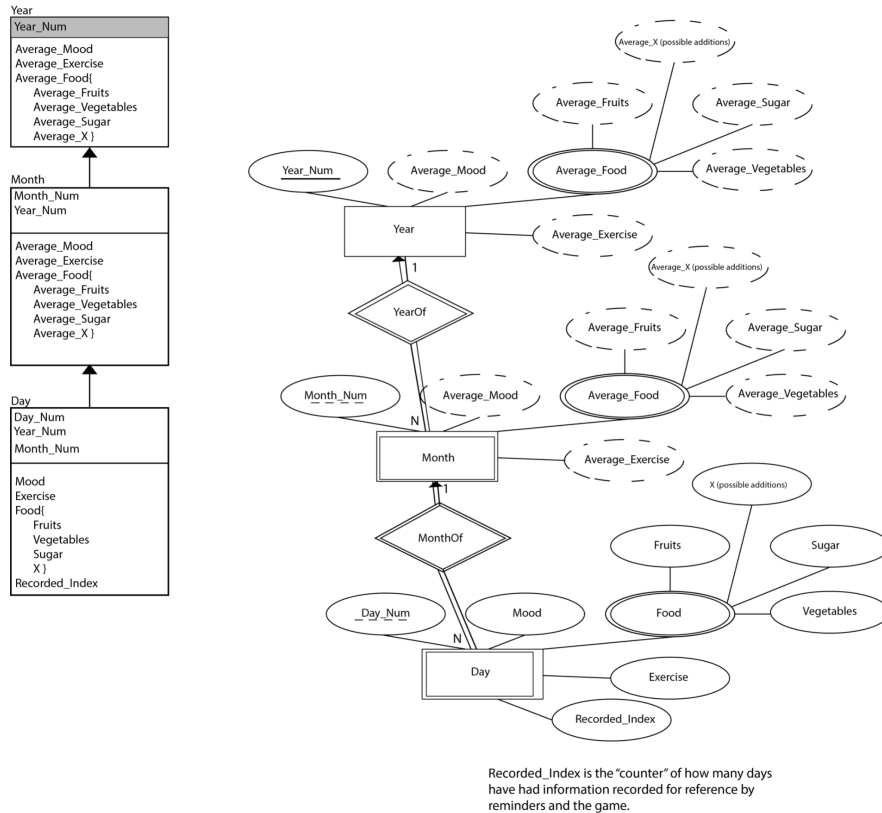 Year
Year_Num
Average_Mood
Average_Exercise
Average_Food{
Average_Fruits
Average_Vegetables
Average_Sugar
Average_X }
Month
Month_Num
Year_Num
Average_Mood
Average_Exercise
Average_Food{
Average_Fruits
Average_Vegetables
Average_Sugar
Average_X }
Day
Day_Num
Year_Num
Month_Num
Mood
Exercise
Food{
Fruits
Vegetables
Sugar
X }
Recorded_Index
Average_X (possible additions)
Average_Fruits
Average_Sugar
Year_Num
Average_Mood
Average_Food
Average_Vegetables
Year
Average_Exercise
1
Average_X (possible additions)
YearOf
Average_Fruits
Average_Sugar
Month_Num
Average_Mood
Average_Food
Average_Vegetables
N
Month
Average_Exercise
1
X (possible additions)
MonthOf
Fruits
Sugar
Day_Num
Mood
Food
Vegetables
N
Day
Exercise
Recorded_Index
Recorded_Index is the “counter” of how many days
have had information recorded for reference by
reminders and the game.